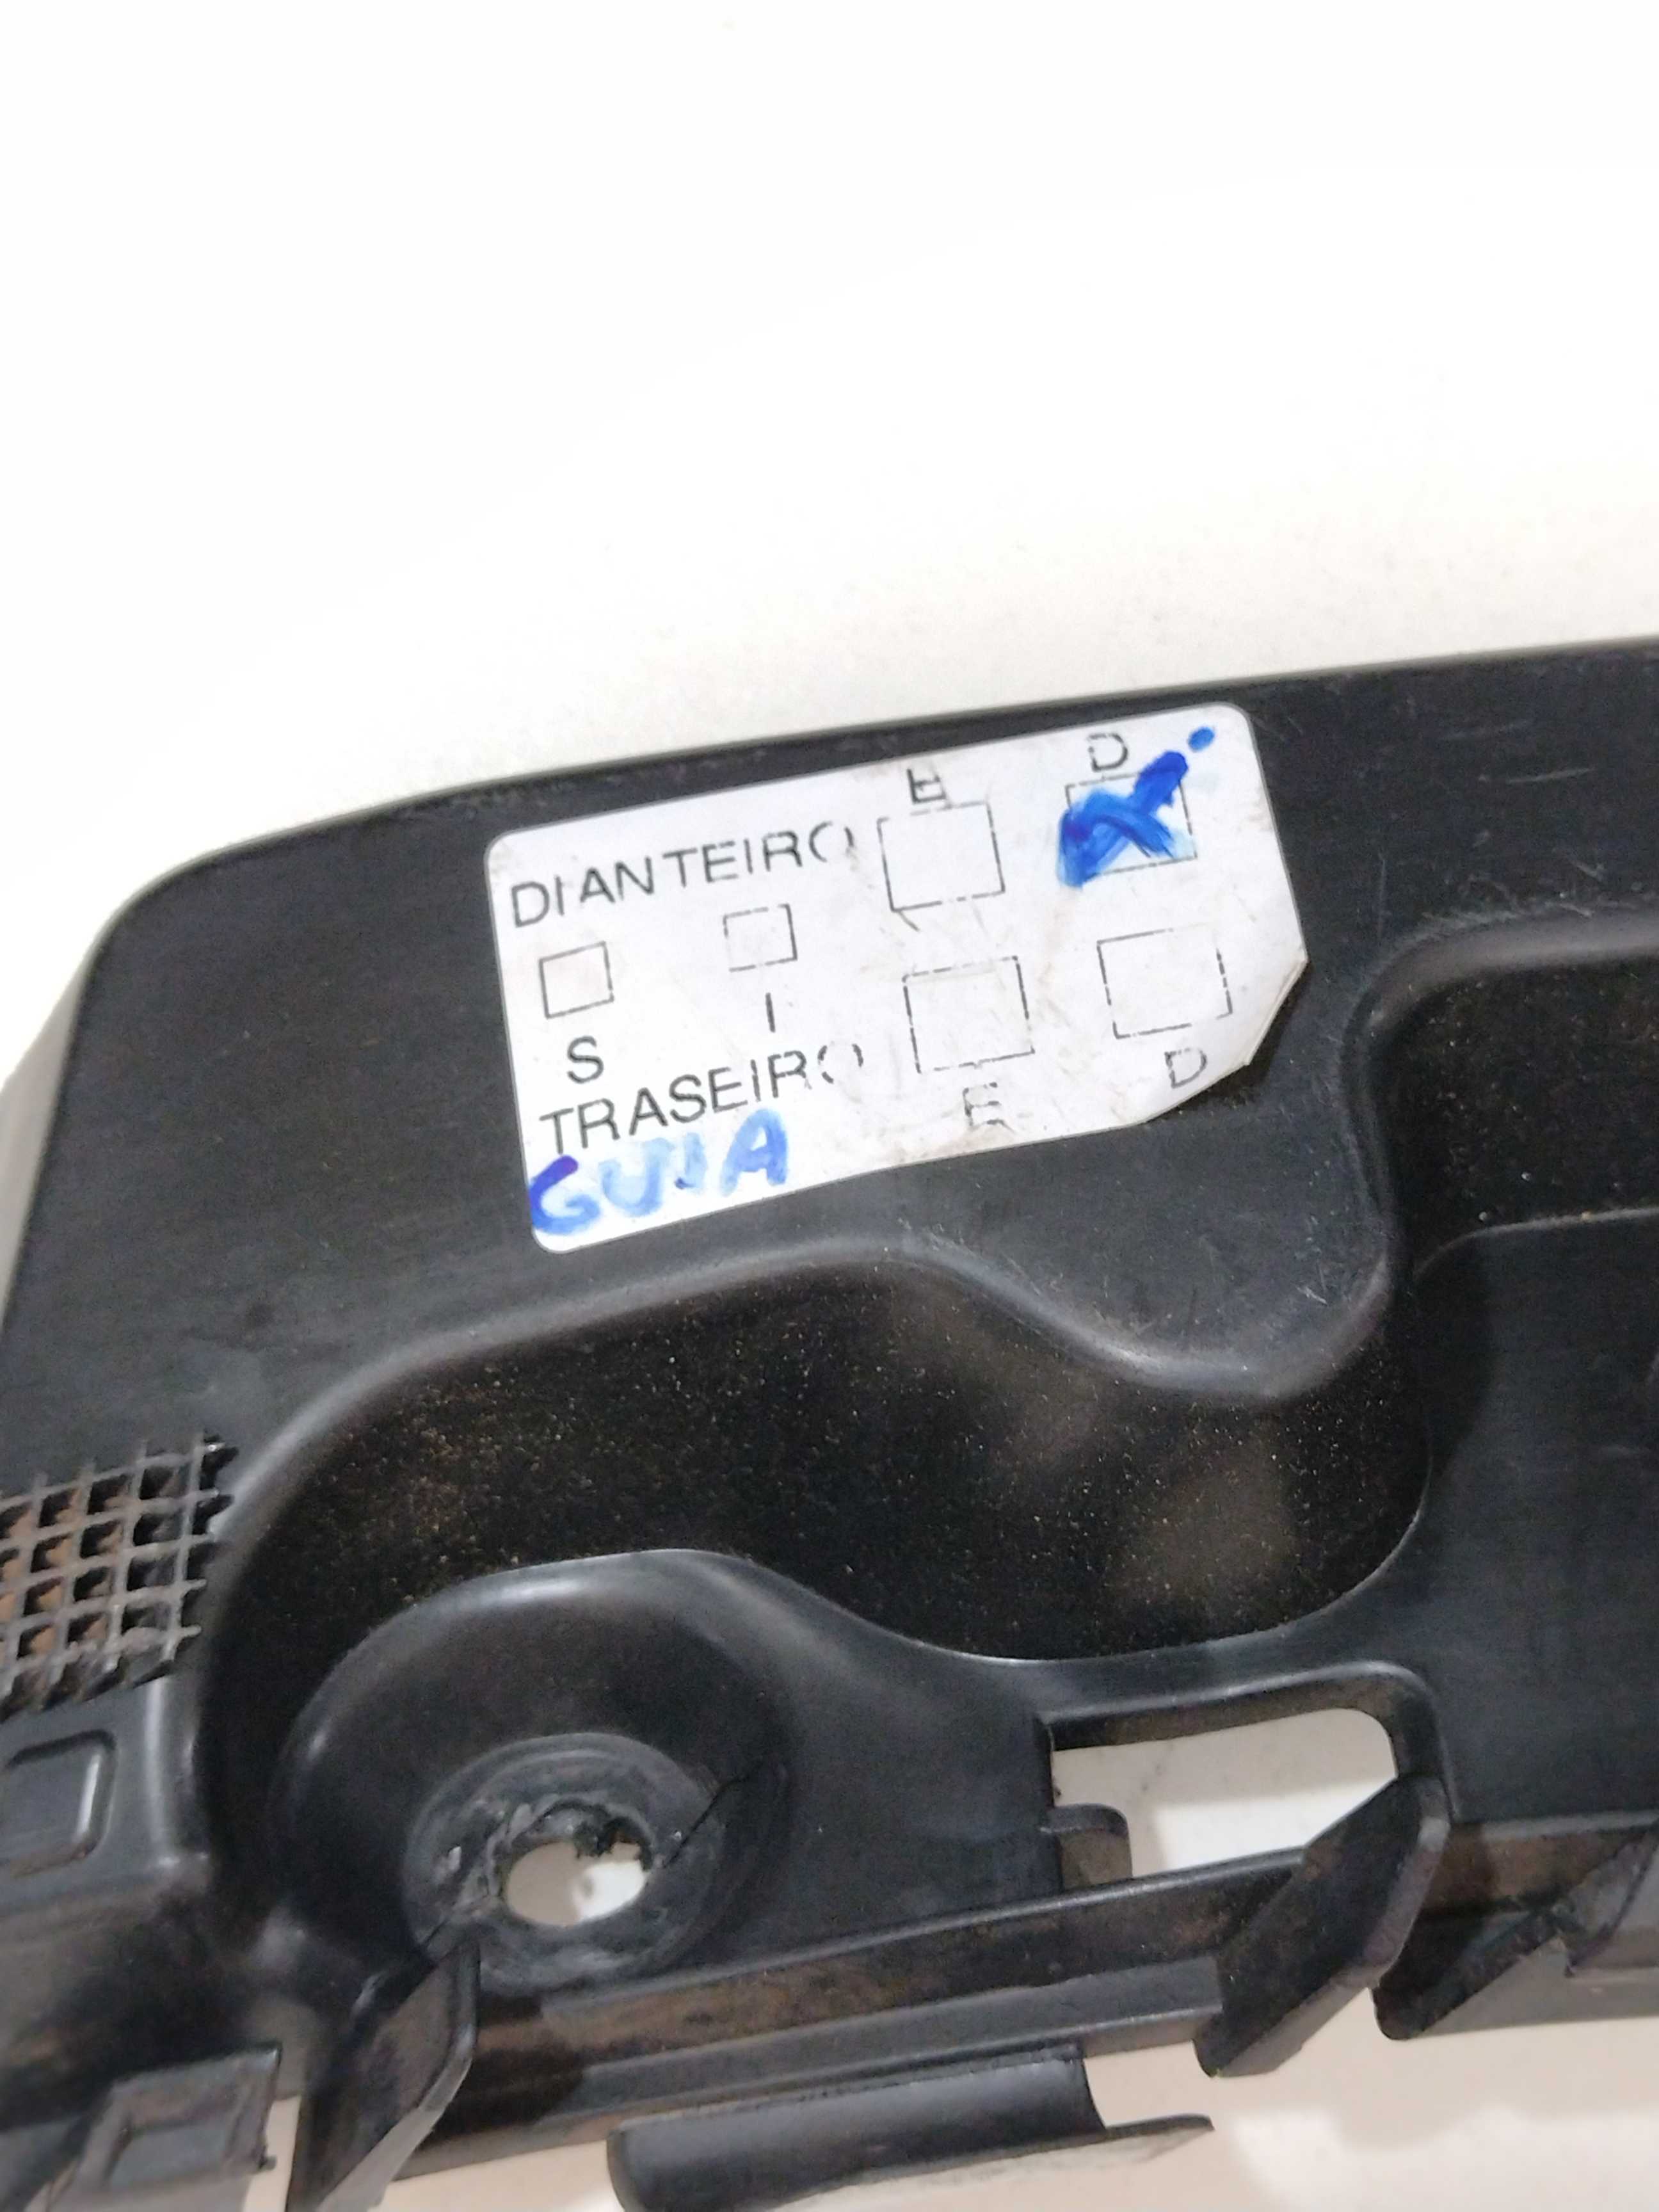 E D
DIANTEIRO
S I
TRASEIRO
E D
GUIA